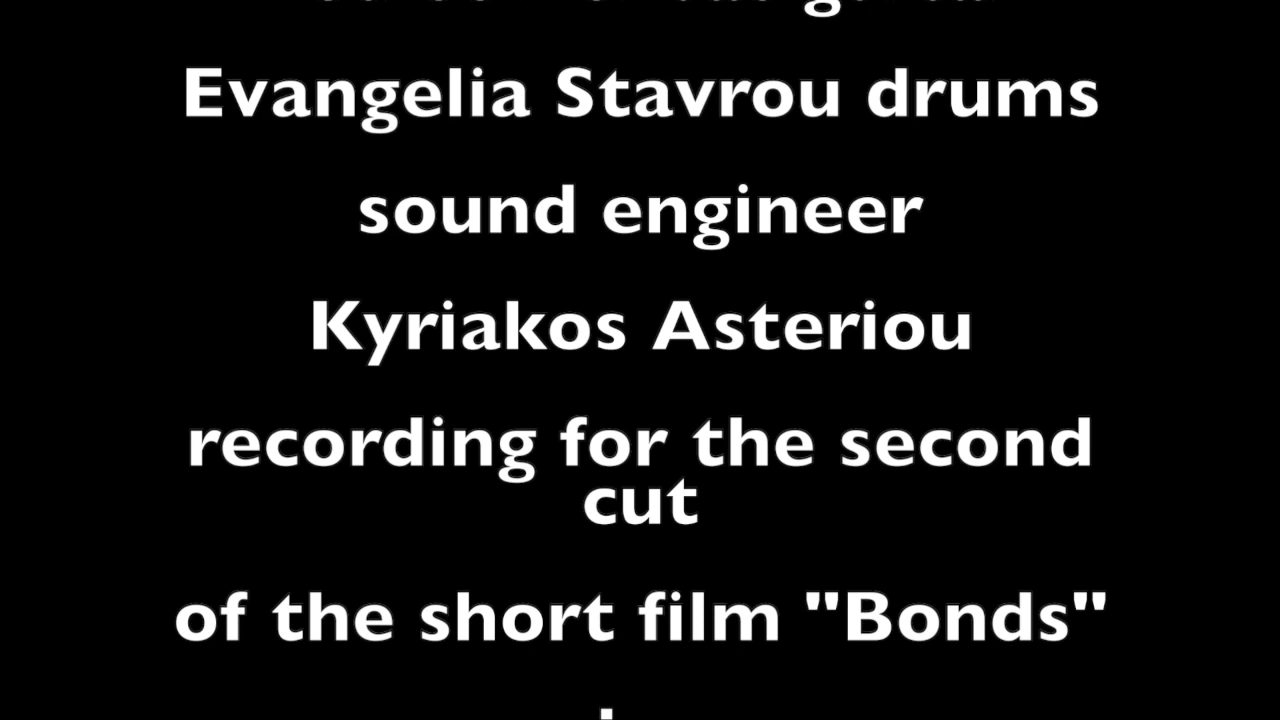 Evangelia Stavrou drums
sound engineer
Kyriakos Asteriou
recording for the second
cut
of the short film "Bonds"